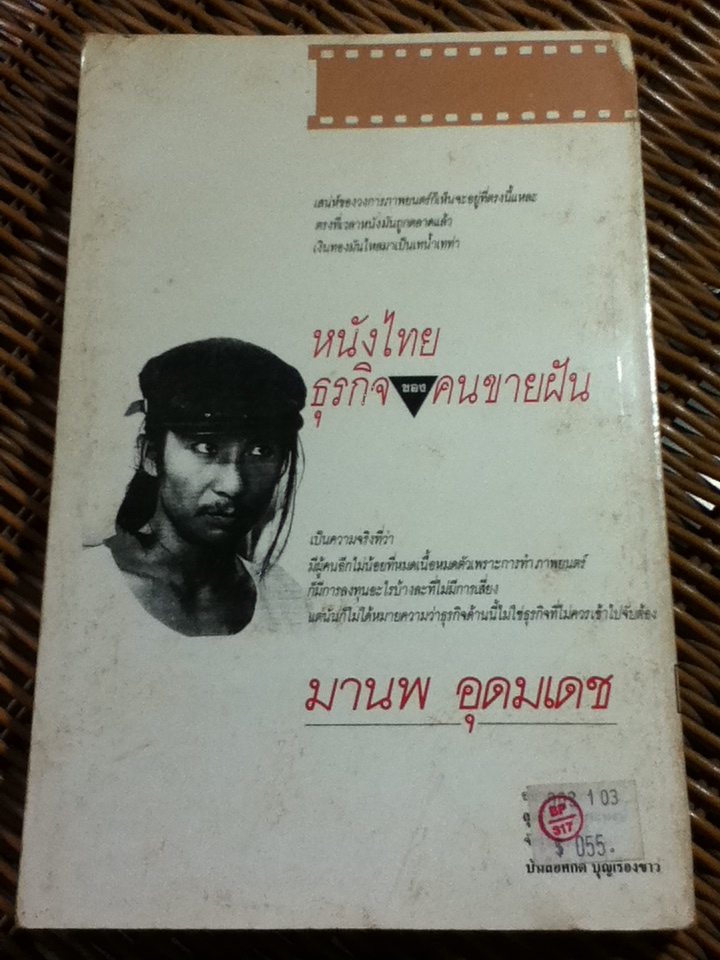 เสน่ห์ของวงการภาพยนตร์ก็เห็นจะอยู่ที่ตรงนี้แหละ
ตรงที่เวลาหนังมันถูกตลาดแล้ว
เงินทองมันไหลมาเป็นเทน้ำเทท่า
หนังไทย
ธุรกิจ ของ คนขายฝัน
เป็นความจริงที่ว่า
มีผู้คนอีกไม่น้อยที่หมดเนื้อหมดตัวเพราะการทำภาพยนตร์
ก็มีการลงทุนอะไรบ้างละที่ไม่มีการเสี่ยง
แต่นั่นก็ไม่ได้หมายความว่าธุรกิจด้านนี้ไม่ใช่ธุรกิจที่ไม่ควรเข้าไปจับต้อง
มานพ อุดมเดช
103
BP
317
$ 055.
บุญเรืองขาว